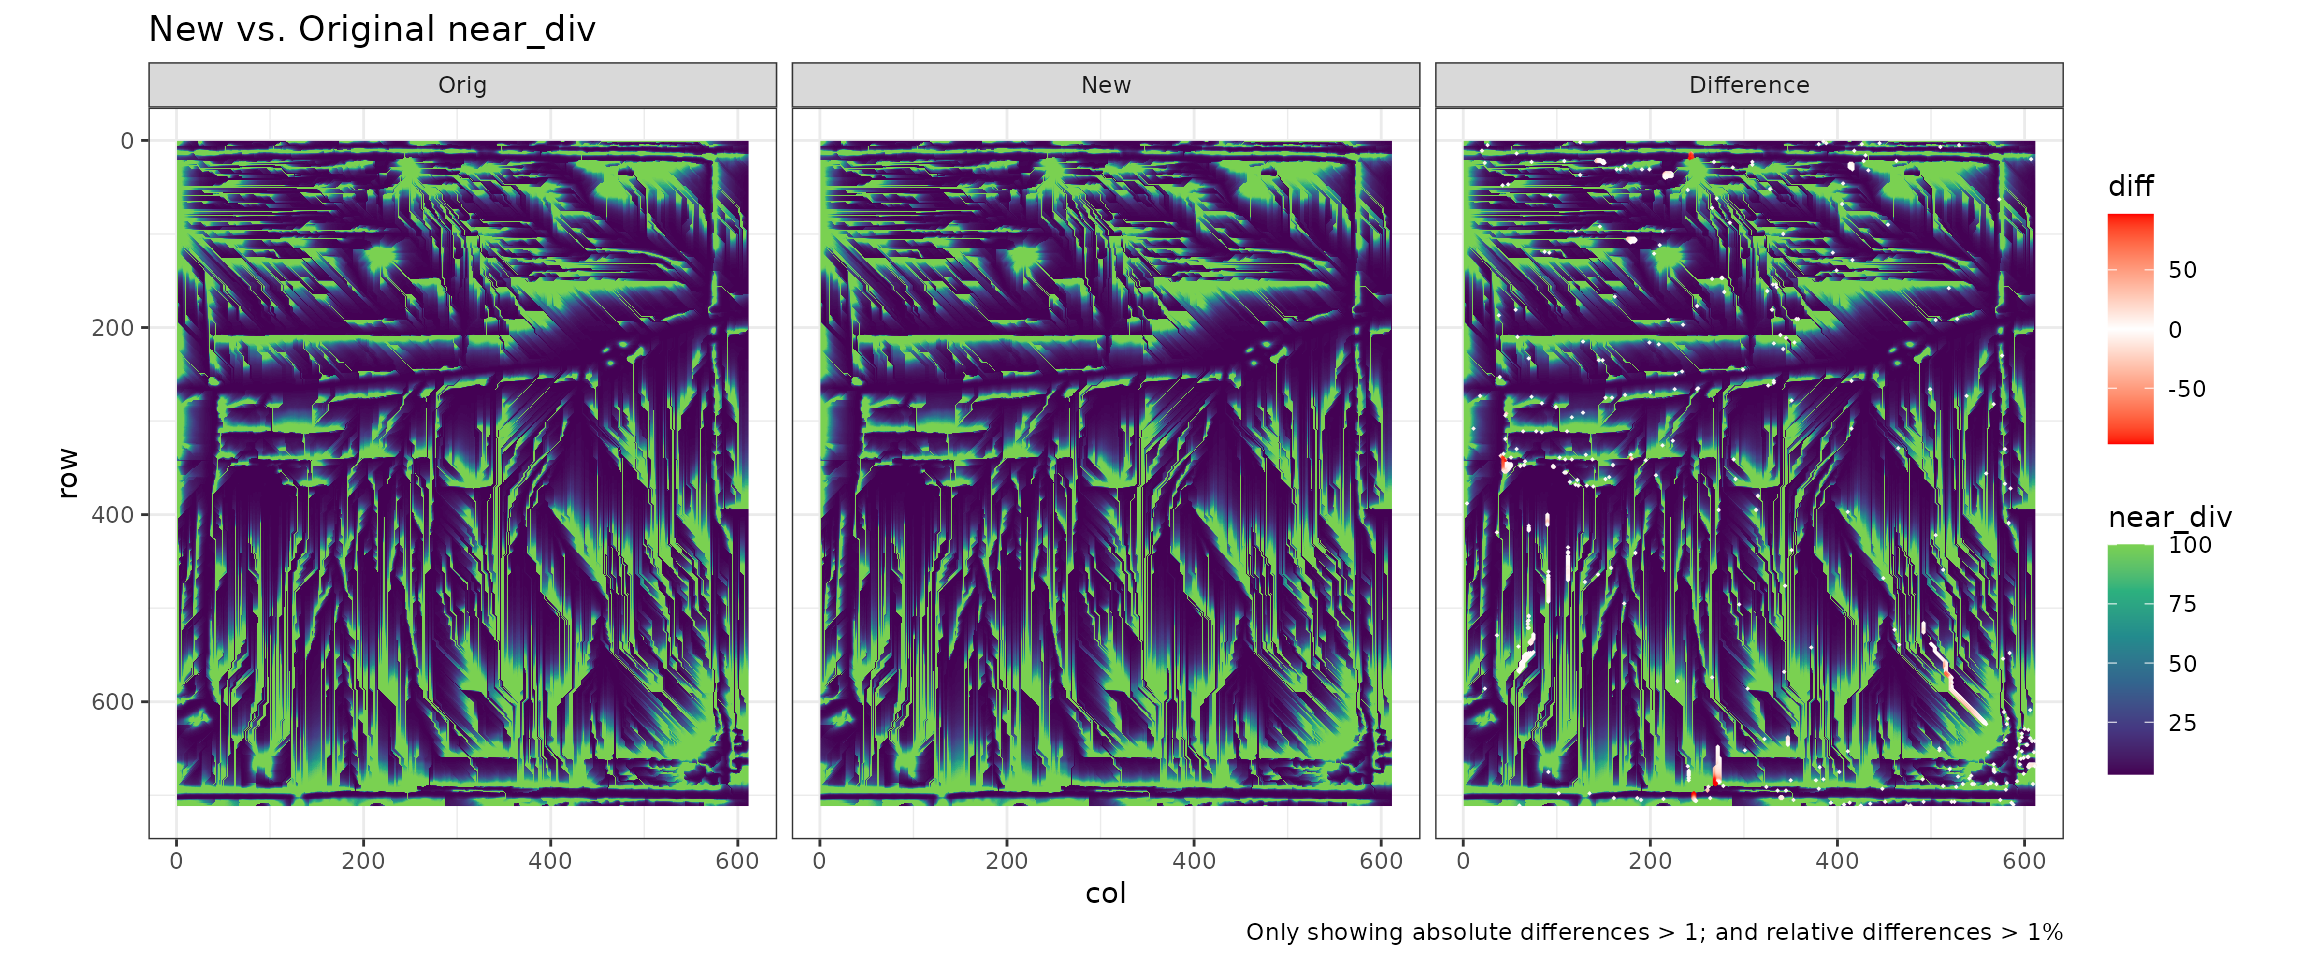 New vs. Original near_div
Orig
New
Difference
0
200
400
600
row
0 200 400 600
0 200 400 600
0 200 400 600
col
diff
50
0
-50
near_div
100
75
50
25
Only showing absolute differences > 1; and relative differences > 1%